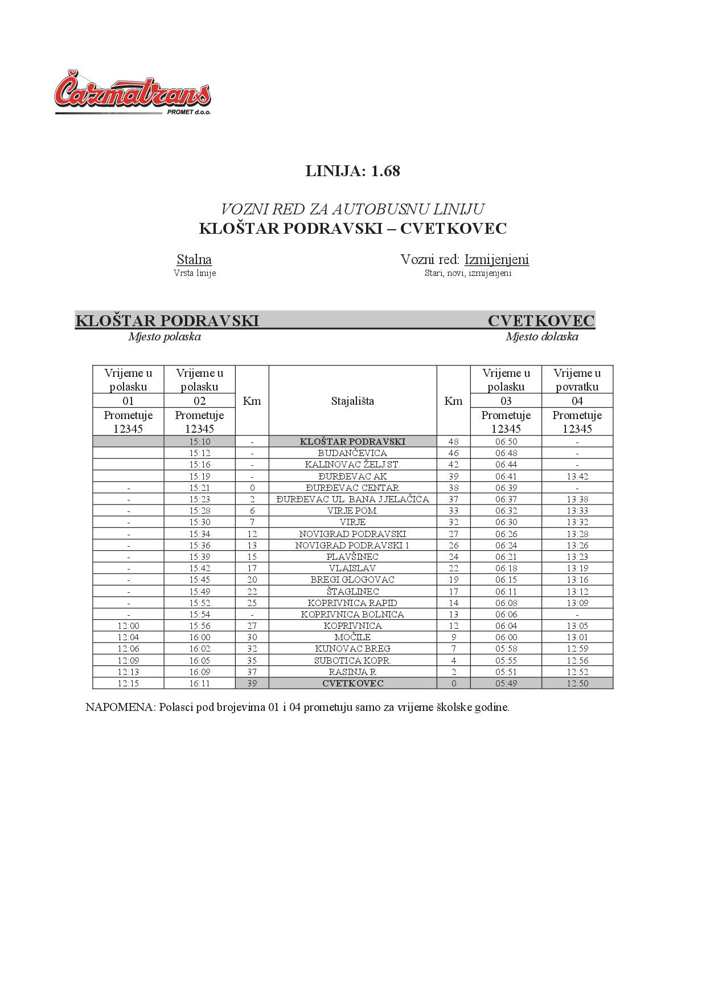 Čazmatrans
PROMET d.o.o.
LINIJA: 1.68
VOZNI RED ZA AUTOBUSNU LINIJU
KLOŠTAR PODRAVSKI – CVETKOVEC
Stalna Vozni red: Izmijenjeni
Vrsta linije Stari, novi, izmijenjeni
KLOŠTAR PODRAVSKI CVETKOVEC
Mjesto polaska Mjesto dolaska
Vrijeme u Vrijeme u Vrijeme u Vrijeme u
polasku polasku polasku povratku
01 02 Km Stajališta Km 03 04
Prometuje Prometuje Prometuje Prometuje
12345 12345 12345 12345
15:10 - KLOŠTAR PODRAVSKI 48 06:50 -
15:12 - BUDANČEVICA 46 06:48 -
15:16 - KALINOVAC ŽELJ.ST. 42 06:44 -
15:19 - ĐURĐEVAC AK 39 06:41 13:42
- 15:21 0 ĐURĐEVAC CENTAR 38 06:39 -
- 15:23 2 ĐURĐEVAC UL. BANA J.JELAČIĆA 37 06:37 13:38
- 15:28 6 VIRJE POM. 33 06:32 13:33
- 15:30 7 VIRJE 32 06:30 13:32
- 15:34 12 NOVIGRAD PODRAVSKI 27 06:26 13:28
- 15:36 13 NOVIGRAD PODRAVSKI 1 26 06:24 13:26
- 15:39 15 PLAVŠINEC 24 06:21 13:23
- 15:42 17 VLAISLAV 22 06:18 13:19
- 15:45 20 BREGI GLOGOVAC 19 06:15 13:16
- 15:49 22 ŠTAGLINEC 17 06:11 13:12
- 15:52 25 KOPRIVNICA RAPID 14 06:08 13:09
- 15:54 - KOPRIVNICA BOLNICA 13 06:06 -
12:00 15:56 27 KOPRIVNICA 12 06:04 13:05
12:04 16:00 30 MOČILE 9 06:00 13:01
12:06 16:02 32 KUNOVAC BREG 7 05:58 12:59
12:09 16:05 35 SUBOTICA KOPR. 4 05:55 12:56
12:13 16:09 37 RASINJA R 2 05:51 12:52
12:15 16:11 39 CVETKOVEC 0 05:49 12:50
NAPOMENA: Polasci pod brojevima 01 i 04 prometuju samo za vrijeme školske godine.